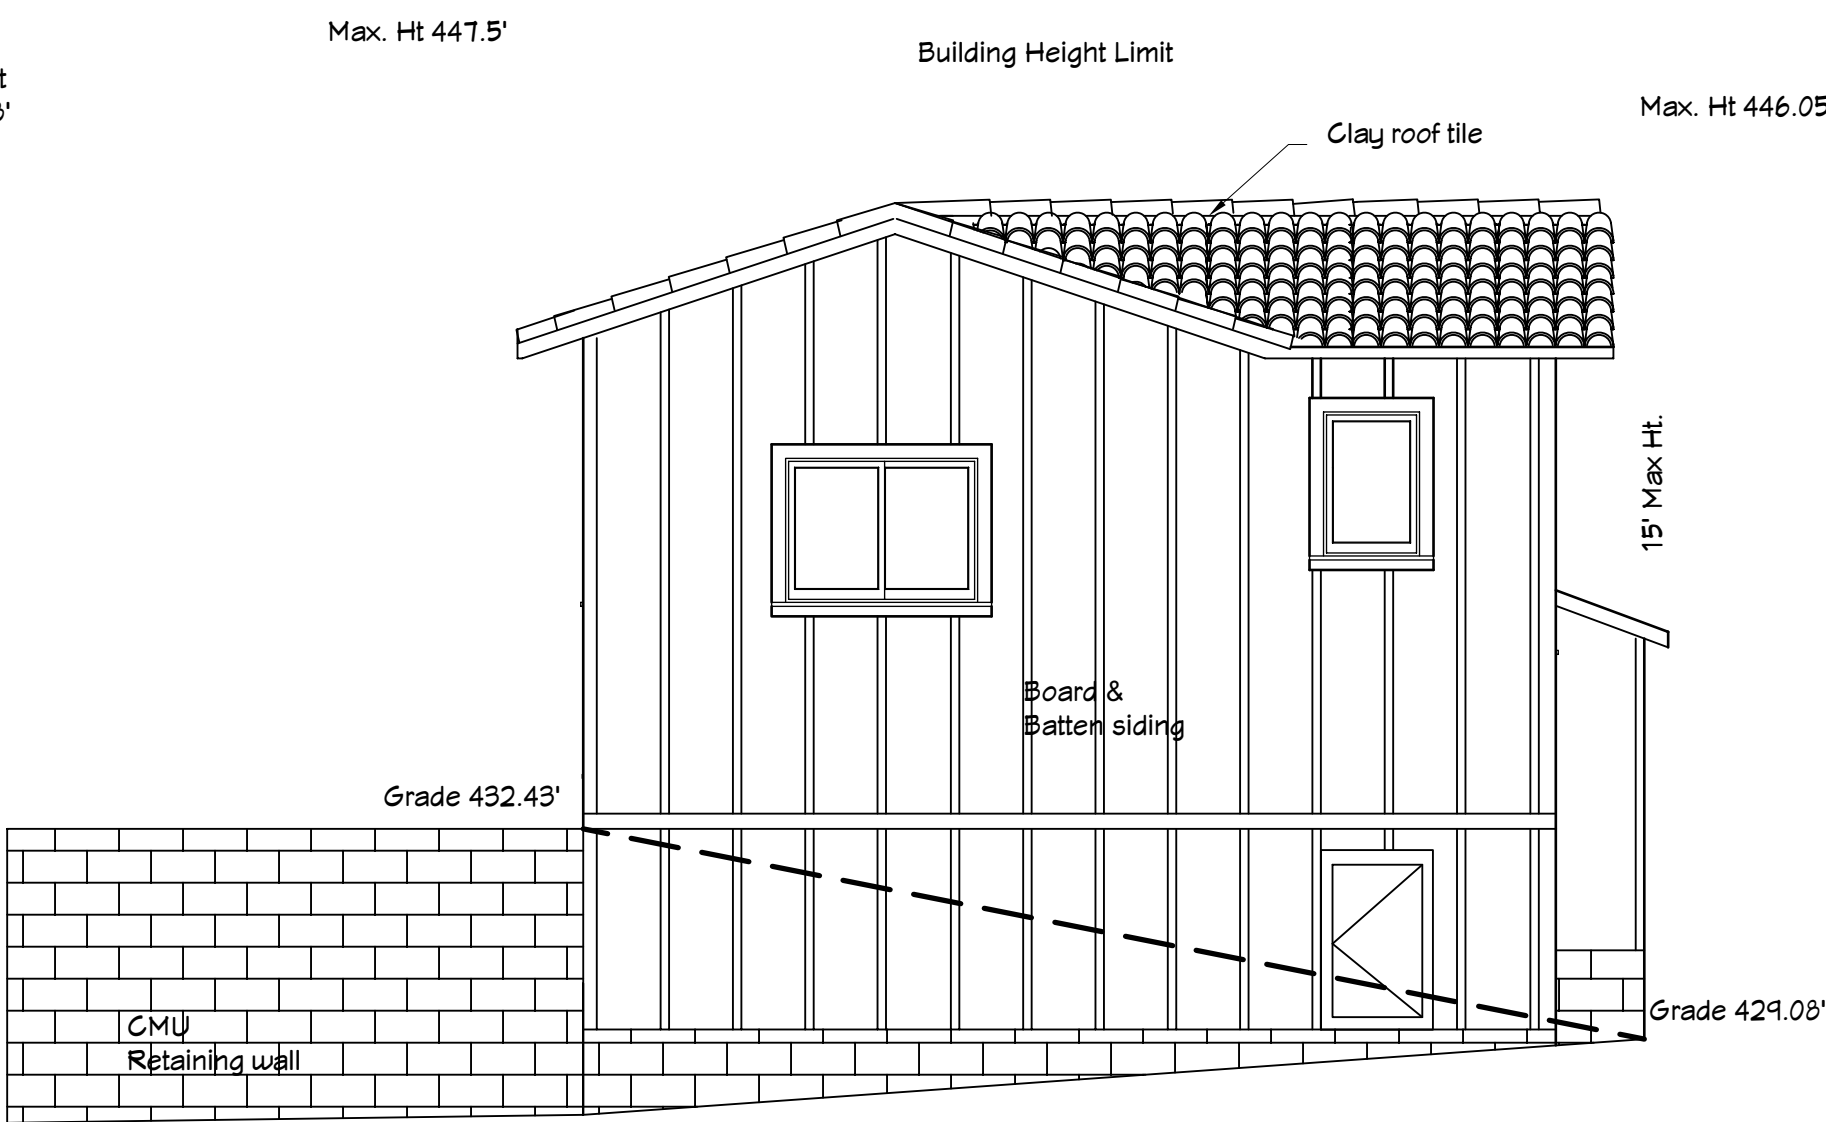 Max. Ht 447.5'
Building Height Limit
Max. Ht 446.05
Clay roof tile
15' Max Ht.
Board &
Batten siding
Grade 432.43'
Grade 429.08'
CMU
Retaining wall